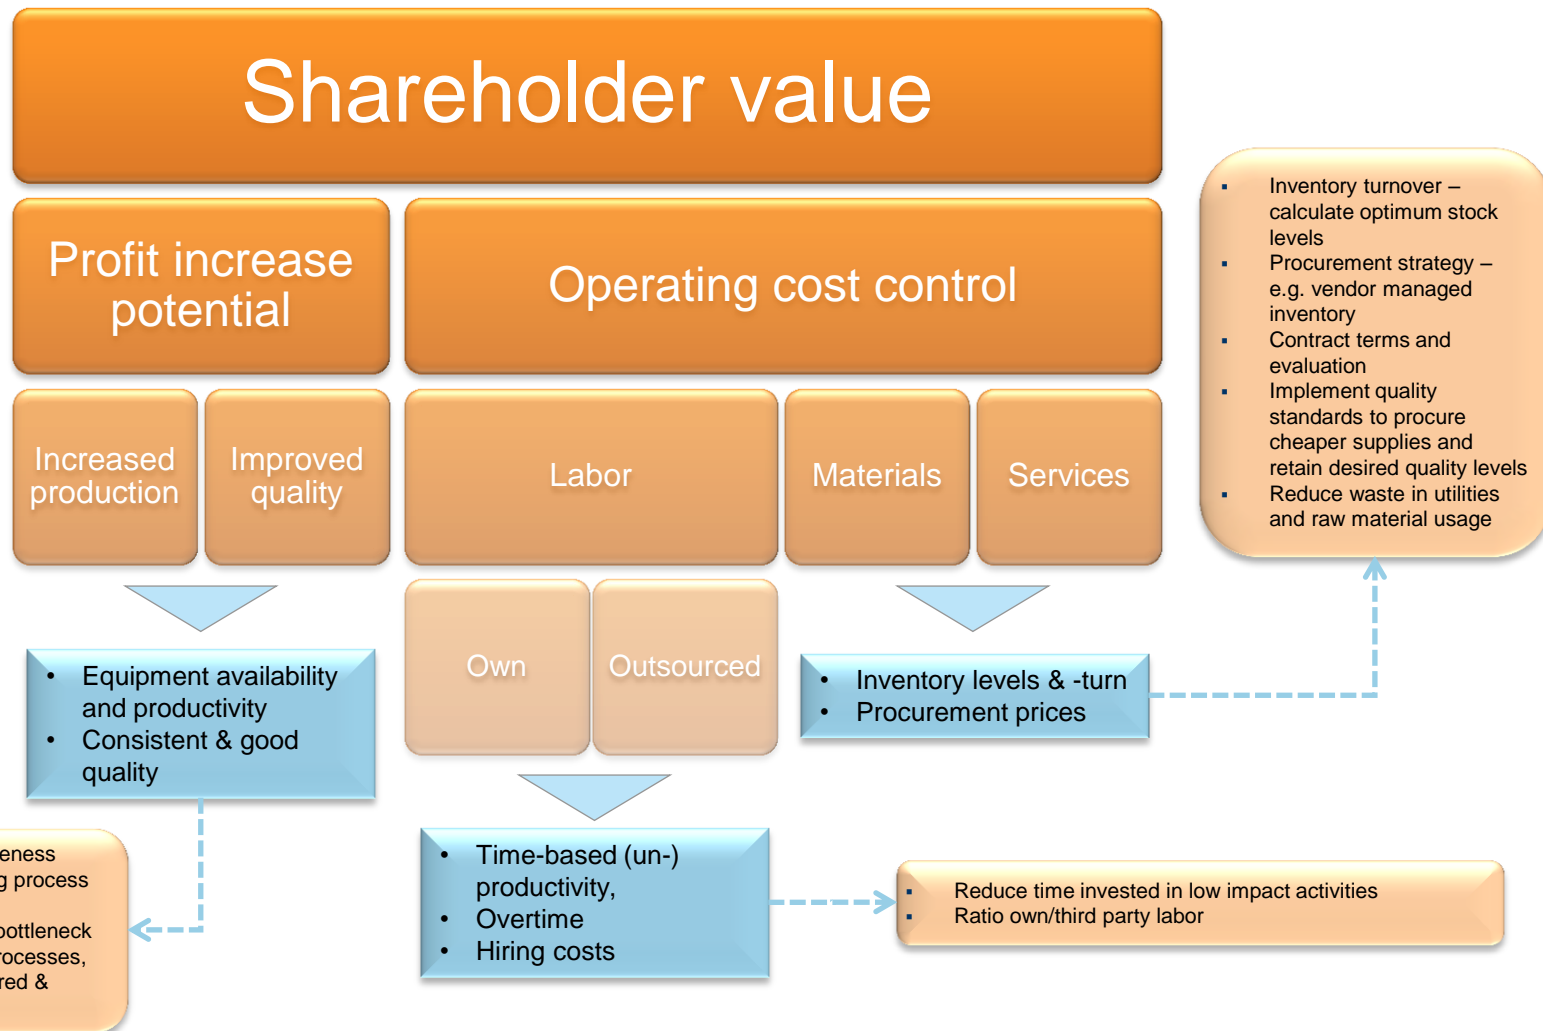 Shareholder value
Profit increase
potential
Operating cost control
Increased
production
Improved
quality
Labor
Materials
Services
Own
Outsourced
▪ Inventory turnover –
calculate optimum stock
levels
▪ Procurement strategy –
e.g. vendor managed
inventory
▪ Contract terms and
evaluation
▪ Implement quality
standards to procure
cheaper supplies and
retain desired quality levels
▪ Reduce waste in utilities
and raw material usage
• Equipment availability
and productivity
• Consistent & good
quality
• Inventory levels & -turn
• Procurement prices
• Time-based (un-)
productivity,
• Overtime
• Hiring costs
▪ Reduce time invested in low impact activities
▪ Ratio own/third party labor
process
&